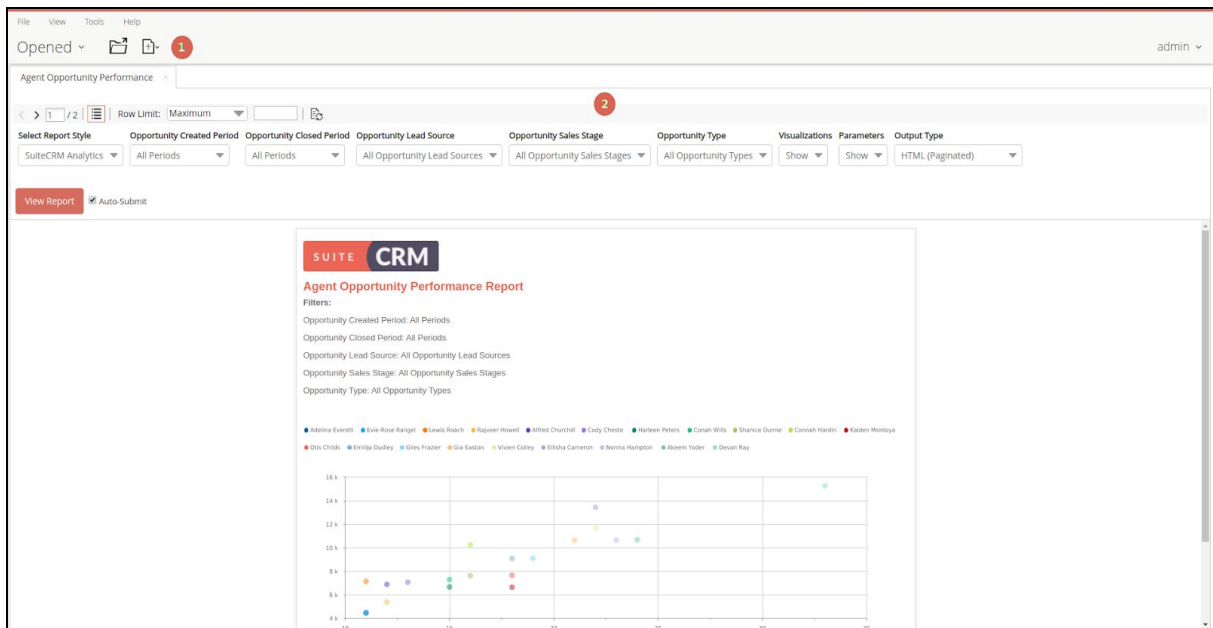 File View Tools Help
Opened 1 admin
Agent Opportunity Performance ×
1 / 2 Row Limit: Maximum 2
Select Report Style Opportunity Created Period Opportunity Closed Period Opportunity Lead Source Opportunity Sales Stage Opportunity Type Visualizations Parameters Output Type
SuiteCRM Analytics All Periods All Periods All Opportunity Lead Sources All Opportunity Sales Stages All Opportunity Types Show Show HTML (Paginated)
View Report Auto-Submit
SUITE CRM
Agent Opportunity Performance Report
Filters:
Opportunity Created Period: All Periods
Opportunity Closed Period: All Periods
Opportunity Lead Source: All Opportunity Lead Sources
Opportunity Sales Stage: All Opportunity Sales Stages
Opportunity Type: All Opportunity Types
Adelina Everett Evie-Rose Rangel Lewis Roach Rajveer Howell Alfred Churchill Cody Cheste Harleen Peters Conah Wills Sharice Dunne Connah Hardin Kaiden Montoya
Otis Childs Emilija Dudley Giles Frazier Gia Easton Vivien Colley Ellisha Cameron Norma Hampton Akeem Yoder Devan Ray
16 k
14 k
12 k
10 k
8 k
6 k
4 k